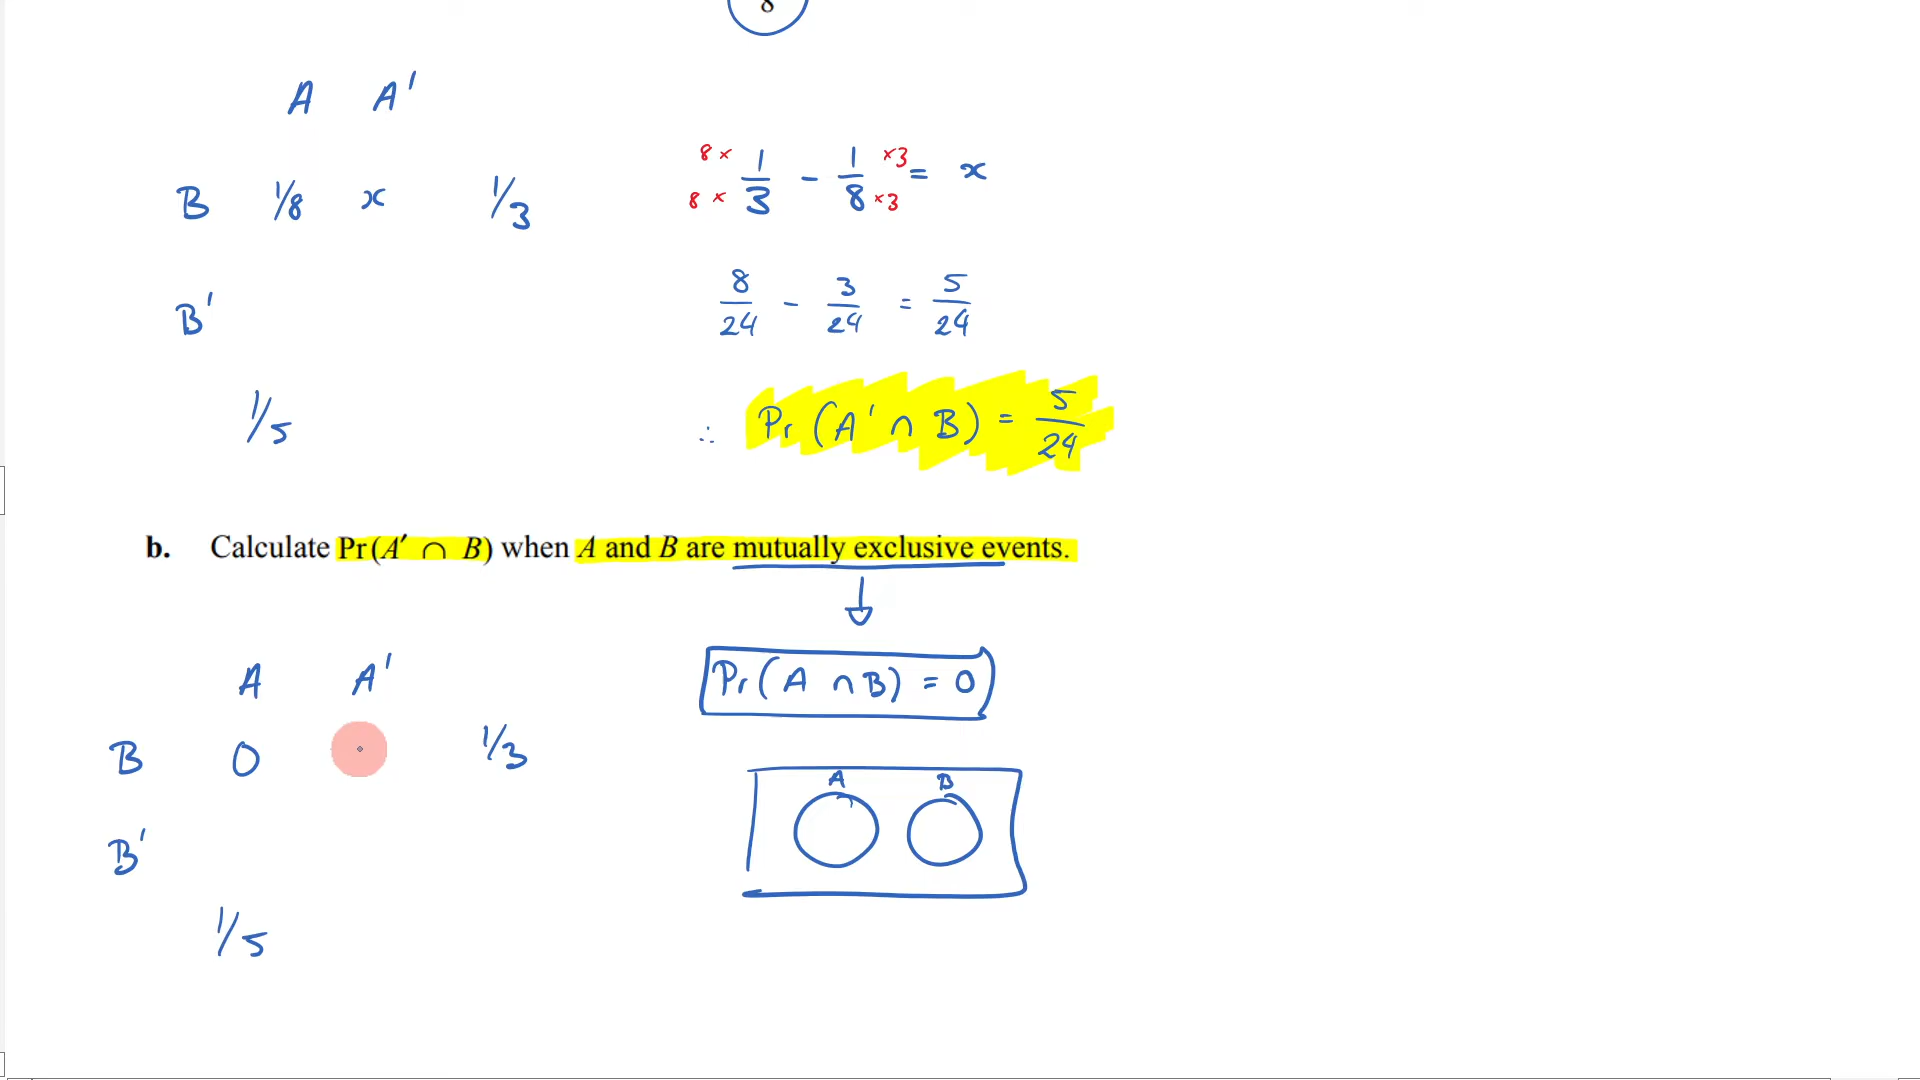 8
A A'
B 1/8 x 1/3
B'
1/5
8 × 1/3 - 1/8 ×3 = x
8 × ×3
8/24 - 3/24 = 5/24
∴ Pr (A' ∩ B) = 5/24
b. Calculate Pr(A′ ∩ B) when A and B are mutually exclusive events.
↓
Pr (A ∩ B) = 0
A A'
B 0 1/3
B'
1/5
A B